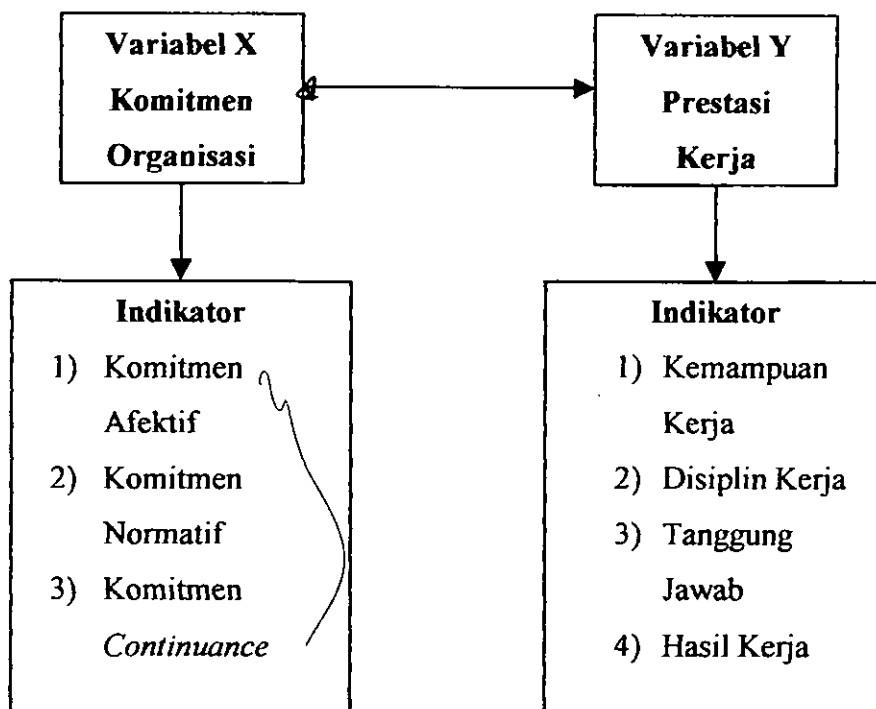 Variabel X
Komitmen
Organisasi
Variabel Y
Prestasi
Kerja
Indikator
1) Komitmen
Afektif
2) Komitmen
Normatif
3) Komitmen
Continuance
Indikator
1) Kemampuan
Kerja
2) Disiplin Kerja
3) Tanggung
Jawab
4) Hasil Kerja